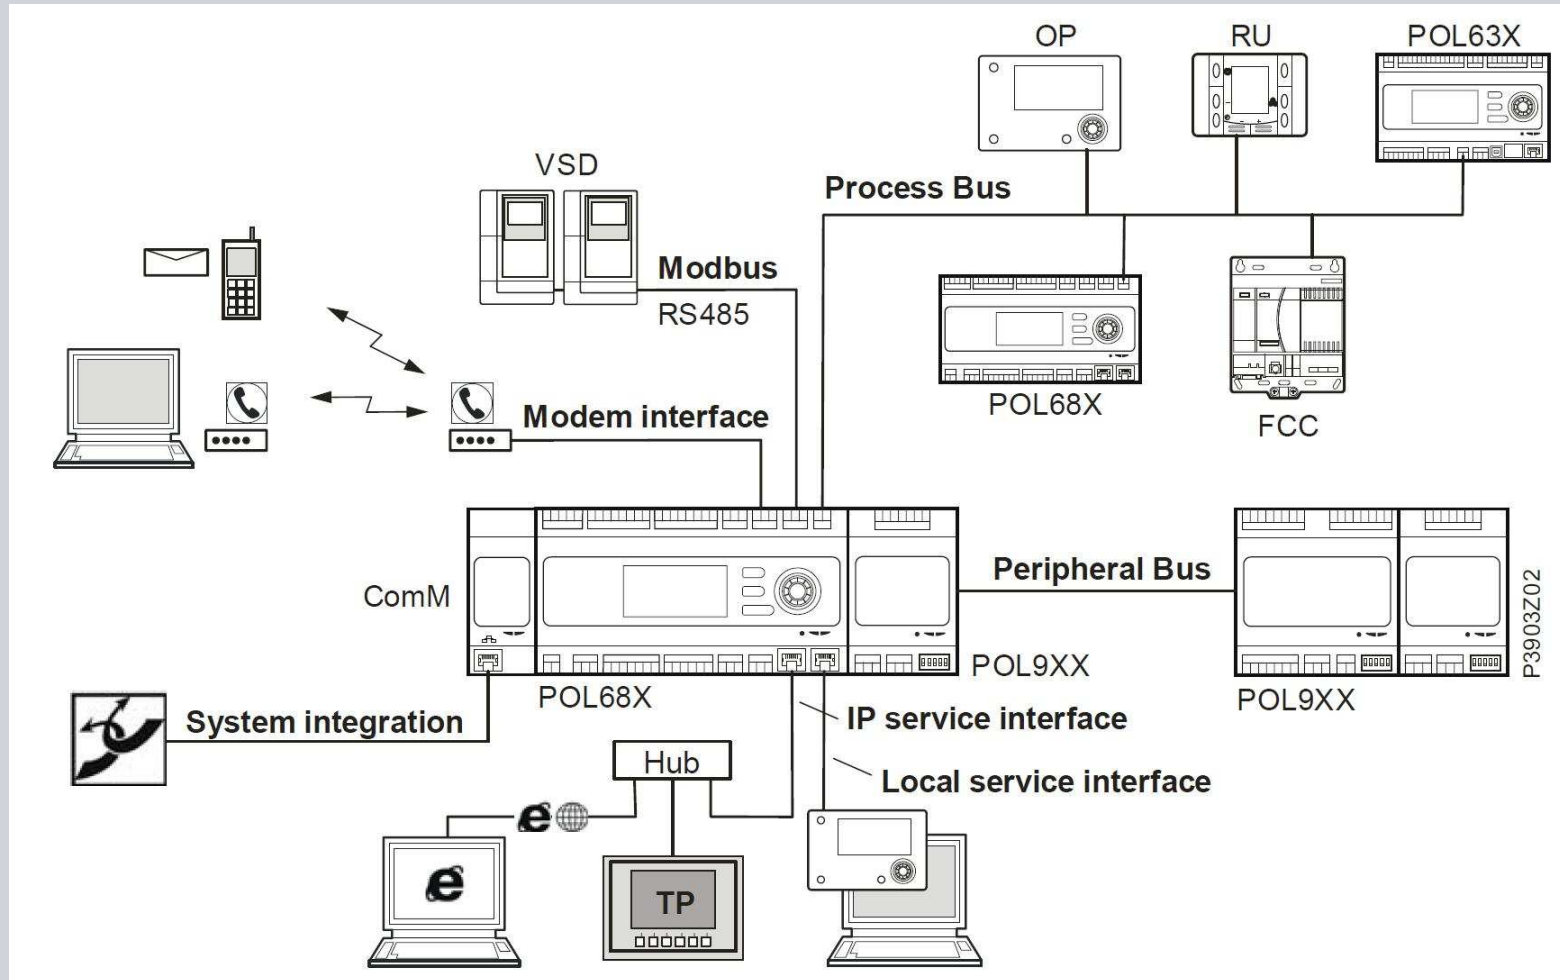 OP
RU
POL63X
VSD
Process Bus
Modbus
RS485
POL68X
Modem interface
FCC
ComM
Peripheral Bus
P3903Z02
POL68X
POL9XX
POL9XX
System integration
IP service interface
Hub
Local service interface
e
e
TP